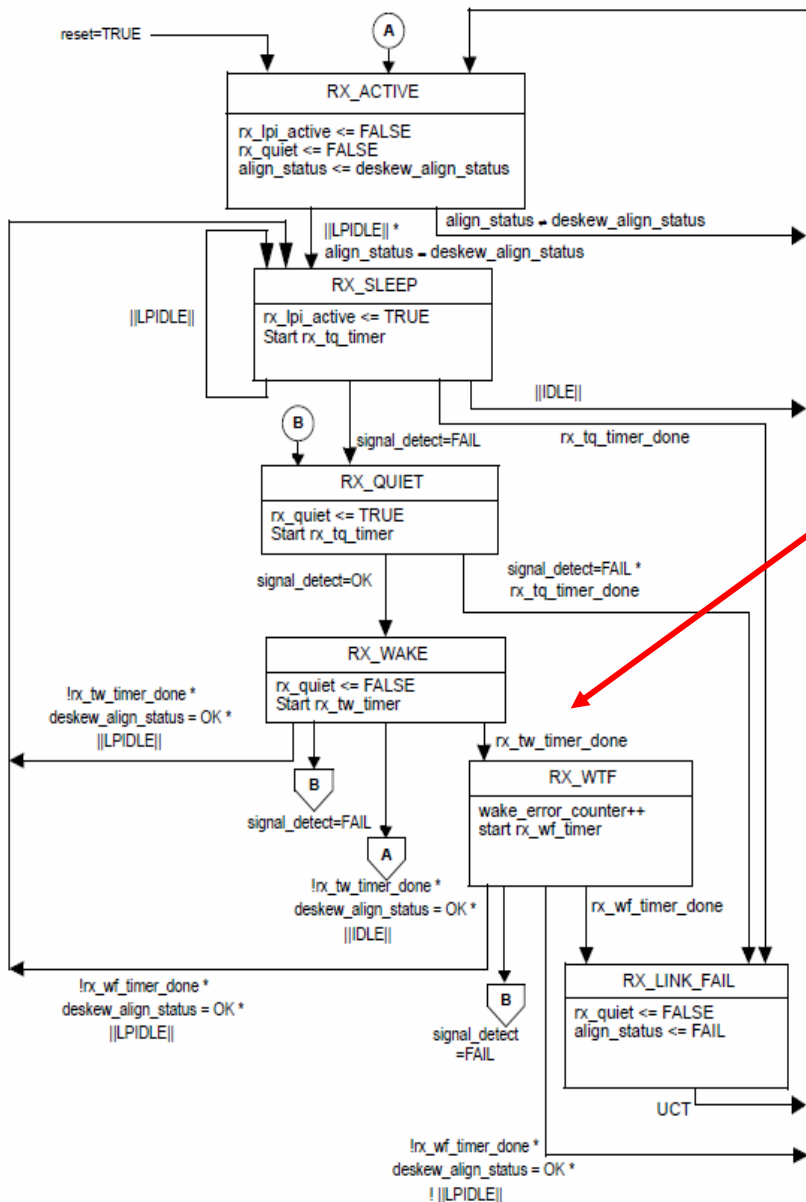 reset=TRUE
A
RX_ACTIVE
rx_lpi_active <= FALSE
rx_quiet <= FALSE
align_status <= deskew_align_status
||LPIDLE|| *
align_status = deskew_align_status
align_status ≠ deskew_align_status
RX_SLEEP
rx_lpi_active <= TRUE
Start rx_tq_timer
||LPIDLE||
||IDLE||
B
signal_detect=FAIL
rx_tq_timer_done
RX_QUIET
rx_quiet <= TRUE
Start rx_tq_timer
signal_detect=OK
signal_detect=FAIL *
rx_tq_timer_done
RX_WAKE
rx_quiet <= FALSE
Start rx_tw_timer
!rx_tw_timer_done *
deskew_align_status = OK *
||LPIDLE||
rx_tw_timer_done
B
signal_detect=FAIL
A
!rx_tw_timer_done *
deskew_align_status = OK *
||IDLE||
RX_WTF
wake_error_counter++
start rx_wf_timer
rx_wf_timer_done
!rx_wf_timer_done *
deskew_align_status = OK *
||LPIDLE||
B
signal_detect
=FAIL
RX_LINK_FAIL
rx_quiet <= FALSE
align_status <= FAIL
UCT
!rx_wf_timer_done *
deskew_align_status = OK *
! ||LPIDLE||